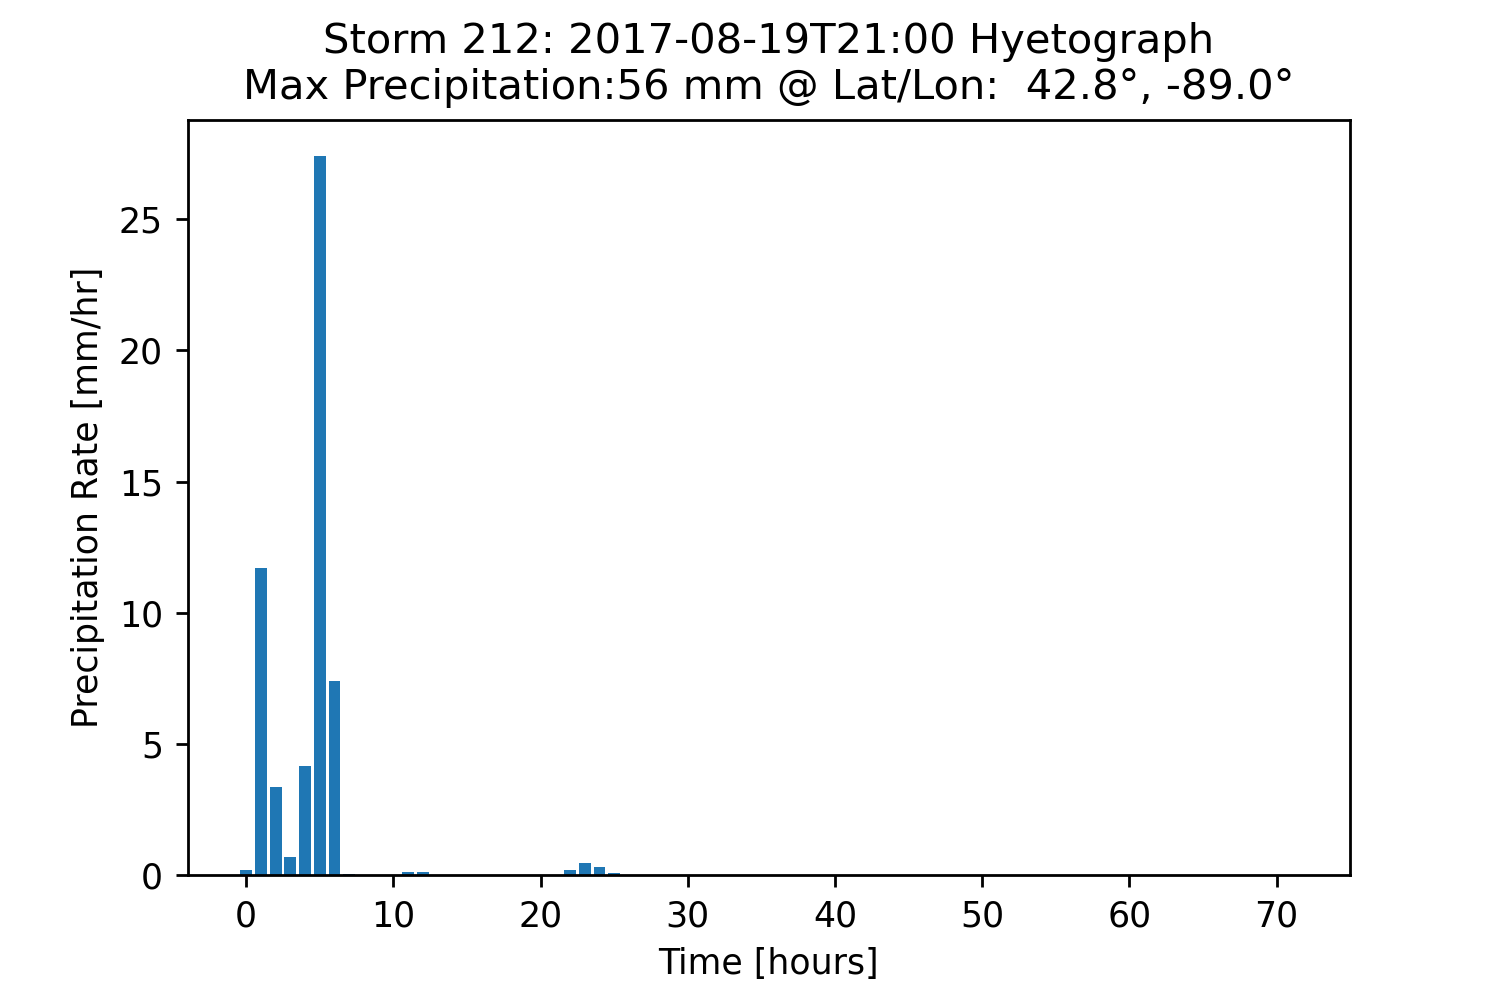 Storm 212: 2017-08-19T21:00 Hyetograph
Max Precipitation:56 mm @ Lat/Lon:  42.8°, -89.0°
Precipitation Rate [mm/hr]
25
20
15
10
5
0
0 10 20 30 40 50 60 70
Time [hours]